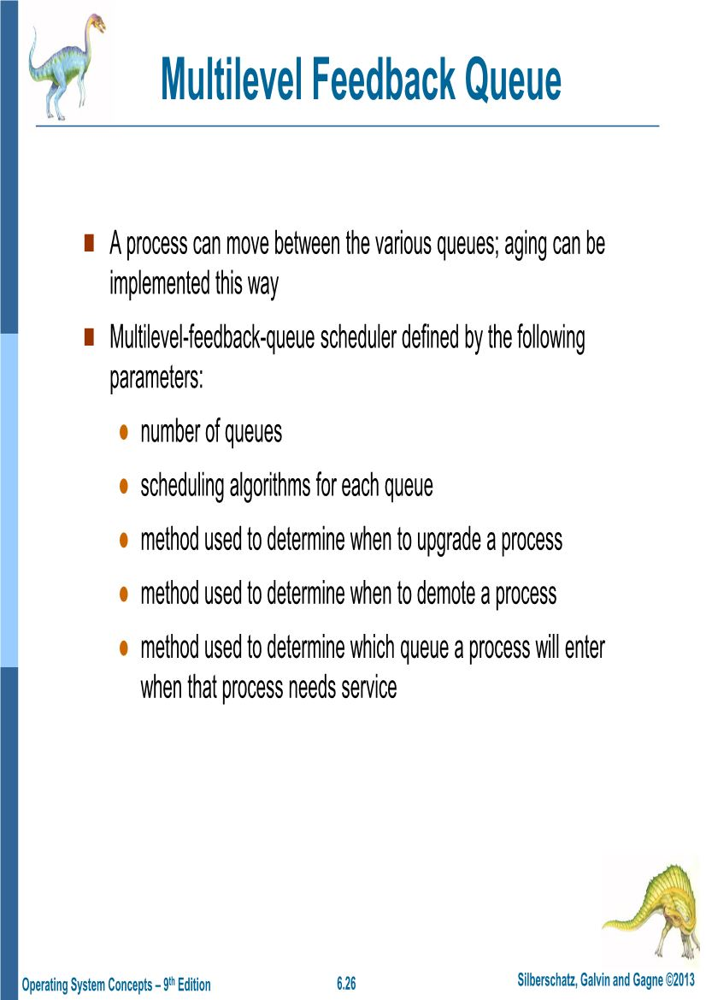 Multilevel Feedback Queue
A process can move between the various queues; aging can be
implemented this way
Multilevel-feedback-queue scheduler defined by the following
parameters:
number of queues
scheduling algorithms for each queue
method used to determine when to upgrade a process
method used to determine when to demote a process
method used to determine which queue a process will enter
when that process needs service
Operating System Concepts – 9th Edition
6.26
Silberschatz, Galvin and Gagne ©2013